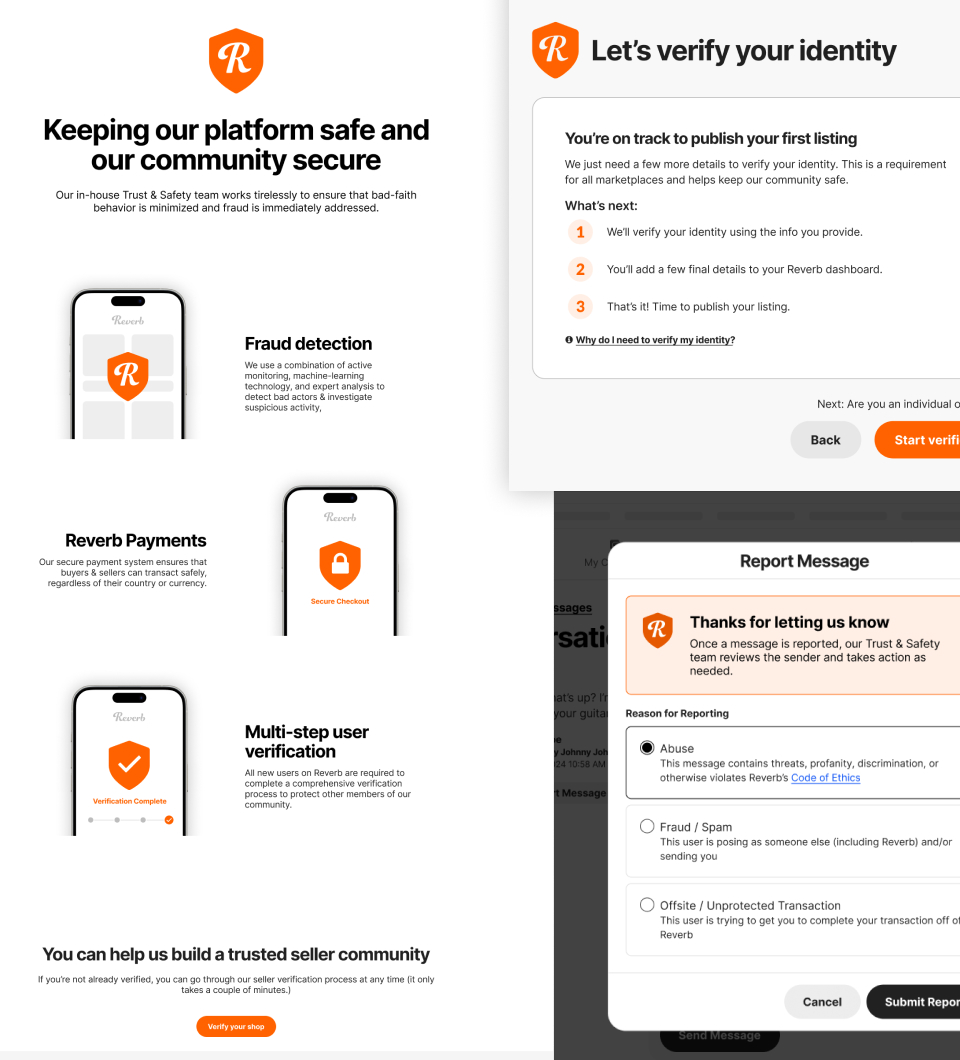 Keeping our platform safe and
our community secure
Our in-house Trust & Safety team works tirelessly to ensure that bad-faith
behavior is minimized and fraud is immediately addressed.
Reverb
R
Fraud detection
We use a combination of active
monitoring, machine-learning
technology, and expert analysis to
detect bad actors & investigate
suspicious activity,
Reverb Payments
Our secure payment system ensures that
buyers & sellers can transact safely,
regardless of their country or currency.
Reverb
Secure Checkout
Reverb
Verification Complete
Multi-step user
verification
All new users on Reverb are required to
complete a comprehensive verification
process to protect other members of our
community.
You can help us build a trusted seller community
If you're not already verified, you can go through our seller verification process at any time (it only
takes a couple of minutes.)
Verify your shop
R
Let's verify your identity
You're on track to publish your first listing
We just need a few more details to verify your identity. This is a requirement
for all marketplaces and helps keep our community safe.
What's next:
1 We'll verify your identity using the info you provide.
2 You'll add a few final details to your Reverb dashboard.
3 That's it! Time to publish your listing.
Why do I need to verify my identity?
Next: Are you an individual o
Back
Start verifi
My C
ssages
rsati
hat's up? I'm
your guita
y Johnny Joh
024 10:58 AM
rt Message
Report Message
R
Thanks for letting us know
Once a message is reported, our Trust & Safety
team reviews the sender and takes action as
needed.
Reason for Reporting
Abuse
This message contains threats, profanity, discrimination, or
otherwise violates Reverb's Code of Ethics
Fraud / Spam
This user is posing as someone else (including Reverb) and/or
sending you
Offsite / Unprotected Transaction
This user is trying to get you to complete your transaction off of
Reverb
Cancel
Submit Repor
Send Message